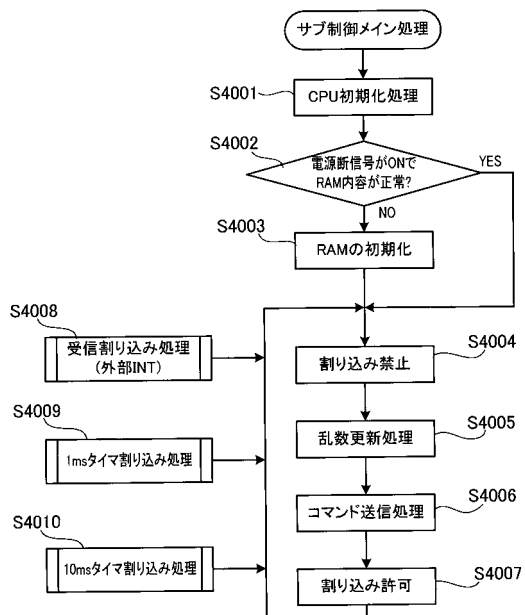 サブ制御メイン処理
S4001
CPU初期化処理
S4002
電源断信号がONで
RAM内容が正常?
YES
NO
S4003
RAMの初期化
S4008
受信割り込み処理
(外部INT)
S4004
割り込み禁止
S4009
1msタイマ割り込み処理
S4005
乱数更新処理
S4006
コマンド送信処理
S4010
10msタイマ割り込み処理
S4007
割り込み許可